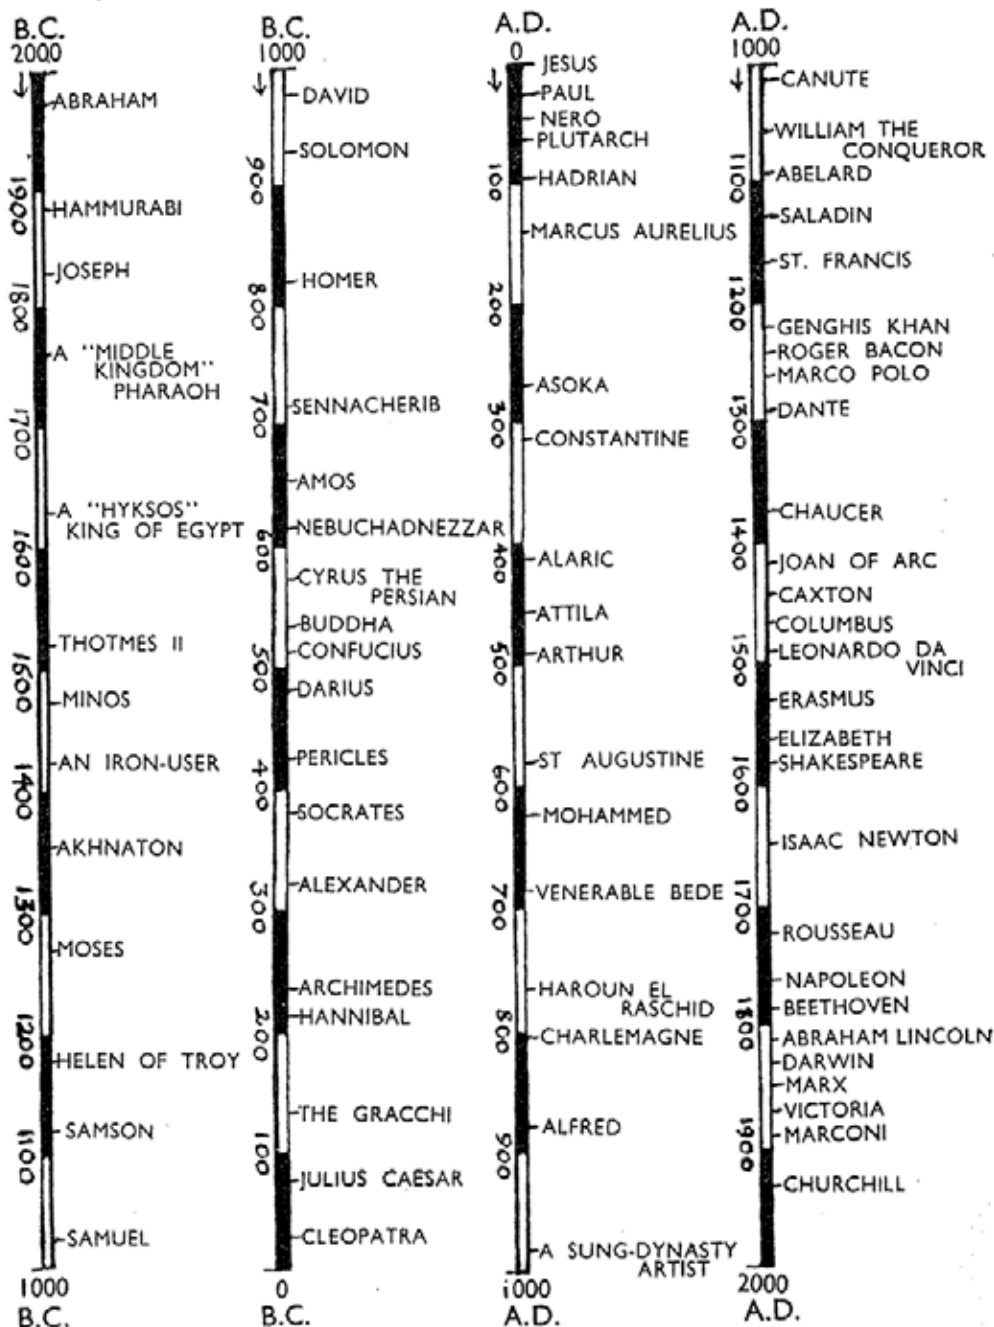 B.C.
2000
ABRAHAM
1900
HAMMURABI
JOSEPH
1800
A "MIDDLE
KINGDOM"
PHARAOH
1700
A "HYKSOS"
KING OF EGYPT
1600
THOTMES II
1500
MINOS
AN IRON-USER
1400
AKHNATON
1300
MOSES
1200
HELEN OF TROY
SAMSON
1100
SAMUEL
1000
B.C.
B.C.
1000
DAVID
SOLOMON
900
HOMER
800
SENNACHERIB
700
AMOS
NEBUCHADNEZZAR
600
CYRUS THE
PERSIAN
BUDDHA
CONFUCIUS
500
DARIUS
PERICLES
400
SOCRATES
ALEXANDER
300
ARCHIMEDES
HANNIBAL
200
THE GRACCHI
100
JULIUS CAESAR
CLEOPATRA
0
B.C.
A.D.
0
JESUS
PAUL
NERO
PLUTARCH
HADRIAN
100
MARCUS AURELIUS
200
ASOKA
300
CONSTANTINE
400
ALARIC
ATTILA
ARTHUR
500
ST AUGUSTINE
600
MOHAMMED
VENERABLE BEDE
700
HAROUN EL
RASCHID
800
CHARLEMAGNE
ALFRED
900
A SUNG-DYNASTY
ARTIST
1000
A.D.
A.D.
1000
CANUTE
WILLIAM THE
CONQUEROR
ABELARD
1100
SALADIN
ST. FRANCIS
1200
GENGHIS KHAN
ROGER BACON
MARCO POLO
DANTE
1300
CHAUCER
1400
JOAN OF ARC
CAXTON
COLUMBUS
LEONARDO DA
VINCI
1500
ERASMUS
ELIZABETH
SHAKESPEARE
1600
ISAAC NEWTON
1700
ROUSSEAU
NAPOLEON
BEETHOVEN
1800
ABRAHAM LINCOLN
DARWIN
MARX
VICTORIA
MARCONI
1900
CHURCHILL
2000
A.D.